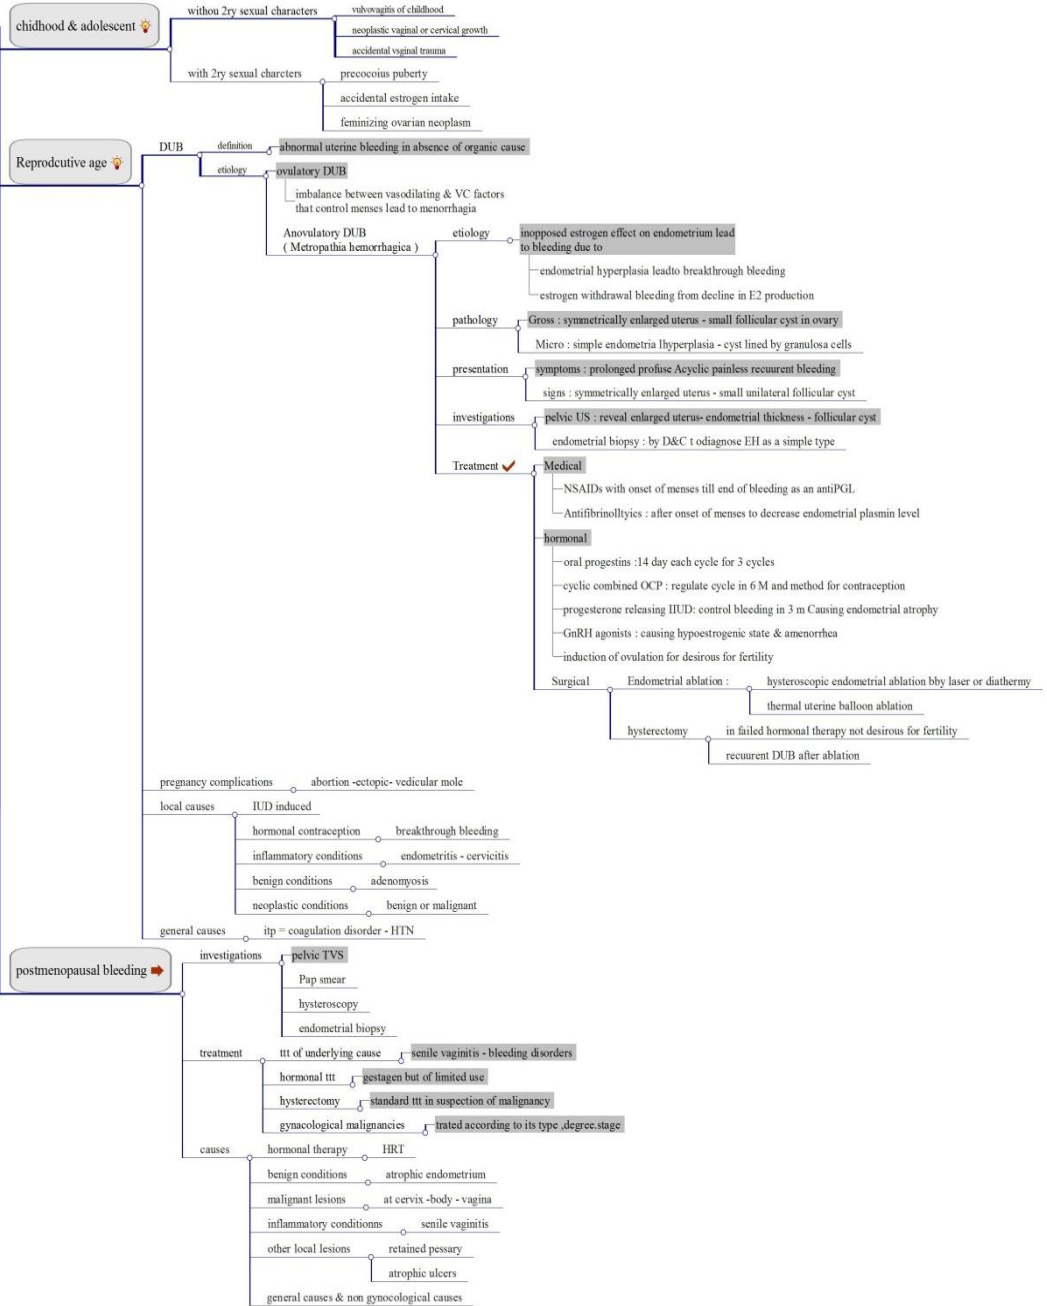 chidhood & adolescent
withou 2ry sexual characters
vulvovagitis of childhood
neoplastic vaginal or cervical growth
accidental vsginal trauma
with 2ry sexual charcters
precocoius puberty
accidental estrogen intake
feminizing ovarian neoplasm
Reprodcutive age
DUB
definition
abnormal uterine bleeding in absence of organic cause
etiology
ovulatory DUB
imbalance between vasodilating & VC factors
that control menses lead to menorrhagia
Anovulatory DUB
( Metropathia hemorrhagica )
etiology
inopposed estrogen effect on endometrium lead
to bleeding due to
endometrial hyperplasia leadto breakthrough bleeding
estrogen withdrawal bleeding from decline in E2 production
pathology
Gross : symmetrically enlarged uterus - small follicular cyst in ovary
Micro : simple endometria lhyperplasia - cyst lined by granulosa cells
presentation
symptoms : prolonged profuse Acyclic painless recuurent bleeding
signs : symmetrically enlarged uterus - small unilateral follicular cyst
investigations
pelvic US : reveal enlarged uterus- endometrial thickness - follicular cyst
endometrial biopsy : by D&C t odiagnose EH as a simple type
Treatment
Medical
NSAIDs with onset of menses till end of bleeding as an antiPGL
Antifibrinolltyics : after onset of menses to decrease endometrial plasmin level
hormonal
oral progestins :14 day each cycle for 3 cycles
cyclic combined OCP : regulate cycle in 6 M and method for contraception
progesterone releasing IIUD: control bleeding in 3 m Causing endometrial atrophy
GnRH agonists : causing hypoestrogenic state & amenorrhea
induction of ovulation for desirous for fertility
Surgical
Endometrial ablation :
hysteroscopic endometrial ablation bby laser or diathermy
thermal uterine balloon ablation
hysterectomy
in failed hormonal therapy not desirous for fertility
recuurent DUB after ablation
pregnancy complications
abortion -ectopic- vedicular mole
local causes
IUD induced
hormonal contraception
breakthrough bleeding
inflammatory conditions
endometritis - cervicitis
benign conditions
adenomyosis
neoplastic conditions
benign or malignant
general causes
itp = coagulation disorder - HTN
postmenopausal bleeding
investigations
pelvic TVS
Pap smear
hysteroscopy
endometrial biopsy
treatment
ttt of underlying cause
senile vaginitis - bleeding disorders
hormonal ttt
gestagen but of limited use
hysterectomy
standard ttt in suspection of malignancy
gynacological malignancies
trated according to its type ,degree.stage
causes
hormonal therapy
HRT
benign conditions
atrophic endometrium
malignant lesions
at cervix -body - vagina
inflammatory conditionns
senile vaginitis
other local lesions
retained pessary
atrophic ulcers
general causes & non gynocological causes